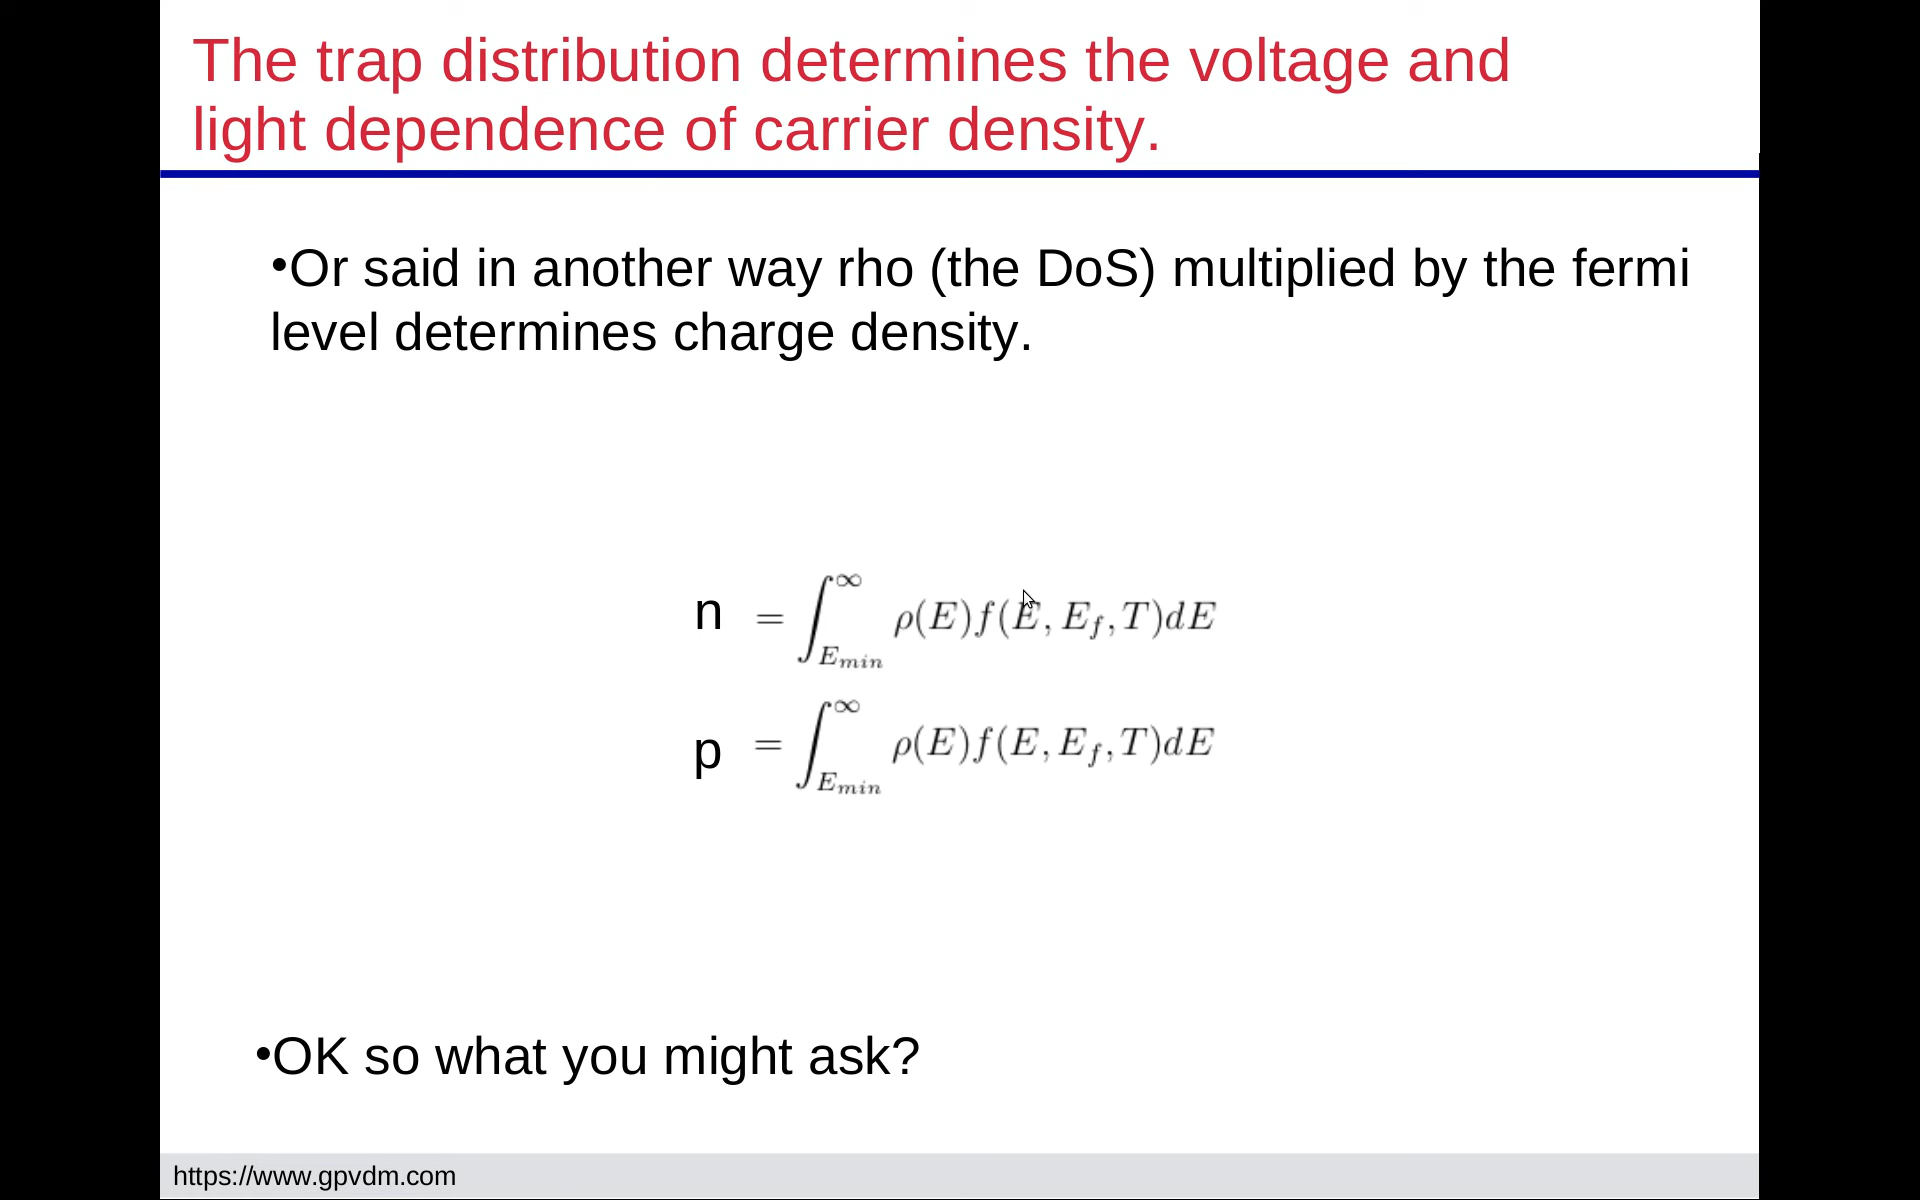 The trap distribution determines the voltage and
light dependence of carrier density.
•Or said in another way rho (the DoS) multiplied by the fermi
level determines charge density.
n = ∫_{E_{min}}^{∞} ρ(E)f(E, E_f, T)dE
p = ∫_{E_{min}}^{∞} ρ(E)f(E, E_f, T)dE
•OK so what you might ask?
https://www.gpvdm.com